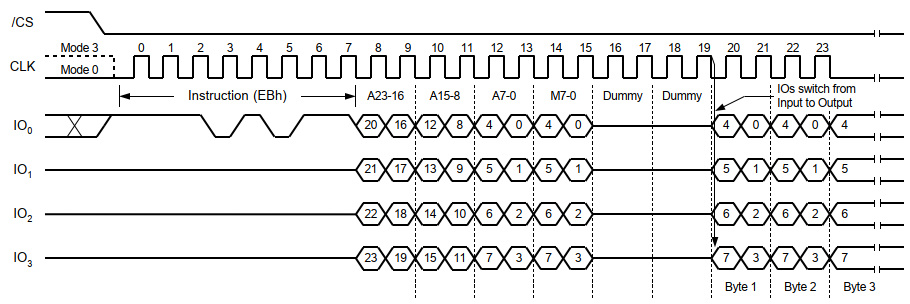 /CS
Mode 3 0 1 2 3 4 5 6 7 8 9 10 11 12 13 14 15 16 17 18 19 20 21 22 23
CLK Mode 0
Instruction (EBh) A23-16 A15-8 A7-0 M7-0 Dummy Dummy IOs switch from
Input to Output
IO0 20 16 12 8 4 0 4 0 4 0 4 0 4
IO1 21 17 13 9 5 1 5 1 5 1 5 1 5
IO2 22 18 14 10 6 2 6 2 6 2 6 2 6
IO3 23 19 15 11 7 3 7 3 7 3 7 3 7
Byte 1 Byte 2 Byte 3